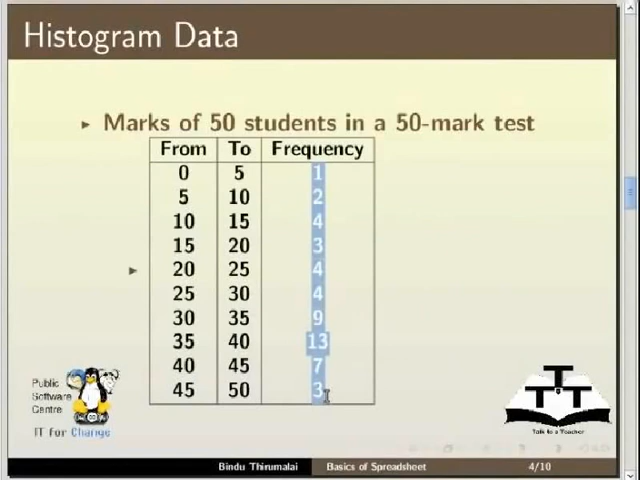 Histogram Data
Marks of 50 students in a 50-mark test
From To Frequency
0 5 1
5 10 2
10 15 4
15 20 3
20 25 4
25 30 4
30 35 9
35 40 13
40 45 7
45 50 3
Public
Software
Centre
IT for Change
TTT
Talk to a Teacher
Bindu Thirumalai Basics of Spreadsheet 4/10